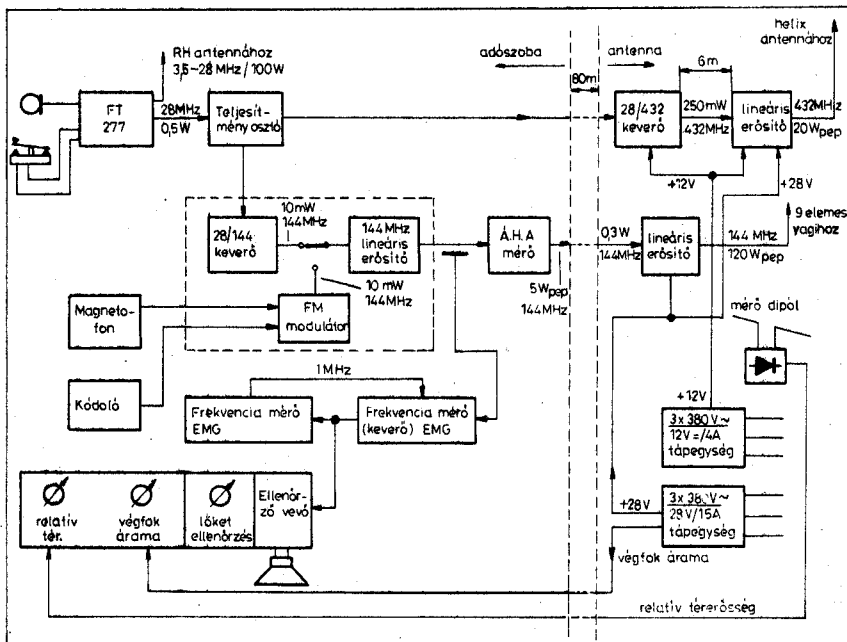 RH antennához
3,5-28 MHz/100W
FT
277
28MHz
0,5W
Teljesít-
mény osztó
adószoba
antenna
80m
28/432
keverő
6m
250mW
432MHz
lineáris
erősítő
helix
antennához
432MHz
20Wpep
+12V
+28V
28/144
keverő
10mW
144MHz
144MHz
lineáris
erősítő
Á.H.A
mérő
5Wpep
144MHz
0,3W
144MHz
lineáris
erősítő
144 MHz
120Wpep
9 elemes
yagihoz
10 mW
144MHz
FM
modulátor
Magneto-
fon
Kódoló
mérő dipól
1MHz
Frekvencia mérő
EMG
Frekvencia mérő
(keverő) EMG
+12V
3x380V~
12V=/4A
tápegység
+28V
3x380V~
28V/15A
tápegység
relatív
tér.
végfok
árama
lőket
ellenőrzés
Ellenőr-
ző vevő
végfok árama
relatív térerősség